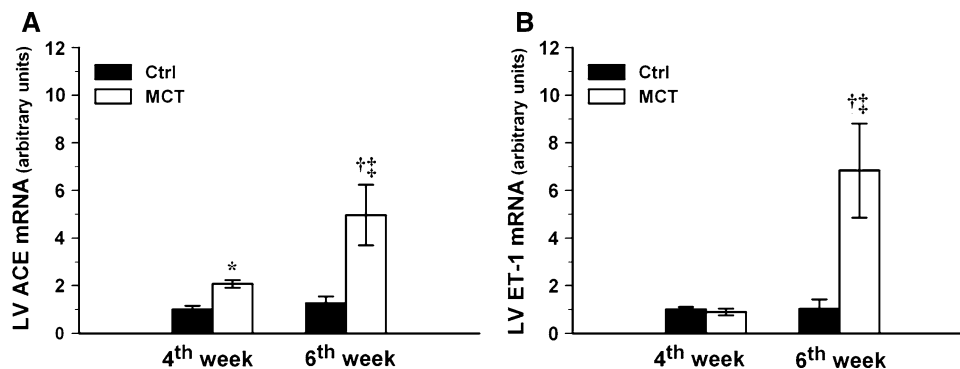 A
LV ACE mRNA (arbitrary units)
12
10
8
6
4
2
0
Ctrl
MCT
*
†‡
‡
4th week
6th week
B
LV ET-1 mRNA (arbitrary units)
12
10
8
6
4
2
0
Ctrl
MCT
†‡
‡
4th week
6th week